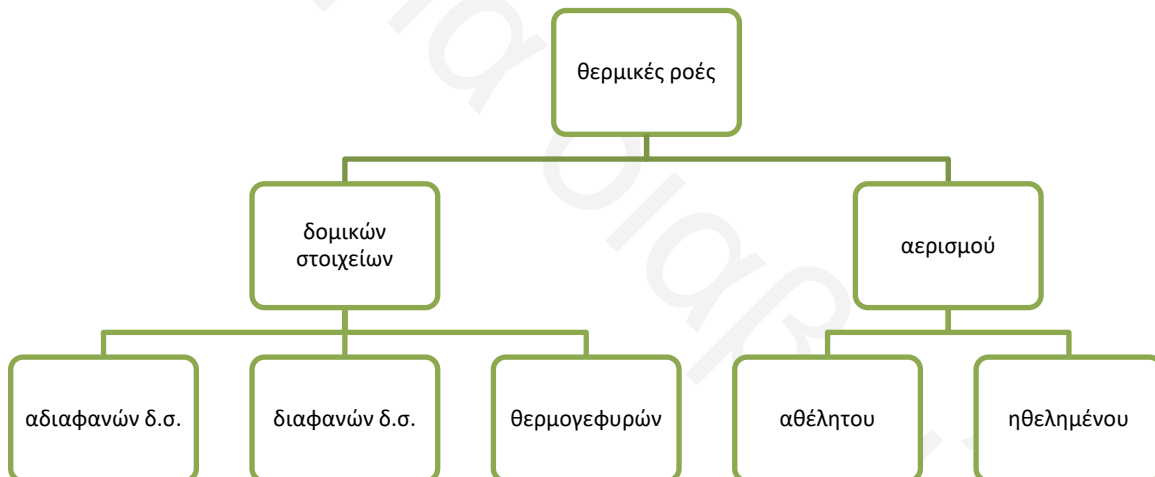 θερμικές ροές
δομικών
στοιχείων
αερισμού
αδιαφανών δ.σ.
διαφανών δ.σ.
θερμογεφυρών
αθέλητου
ηθελημένου